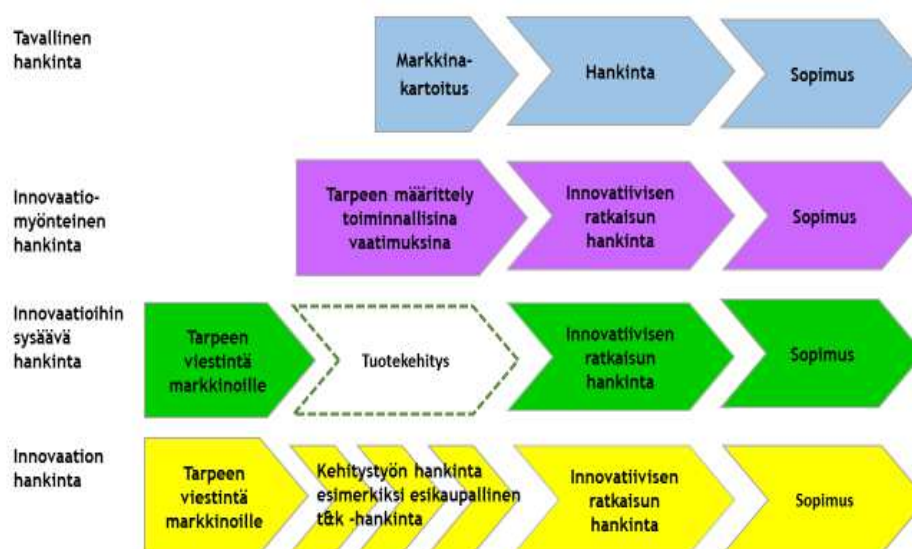 Tavallinen
hankinta
Markkina-
kartoitus
Hankinta
Sopimus
Innovaatio-
myönteinen
hankinta
Tarpeen määrittely
toiminnallisina
vaatimuksina
Innovatiivisen
ratkaisun
hankinta
Sopimus
Innovaatioihin
sysäävä
hankinta
Tarpeen
viestintä
markkinoille
Tuotekehitys
Innovatiivisen
ratkaisun
hankinta
Sopimus
Innovaation
hankinta
Tarpeen
viestintä
markkinoille
Kehitystyön hankinta
esimerkiksi esikaupallinen
t&k -hankinta
Innovatiivisen
ratkaisun
hankinta
Sopimus